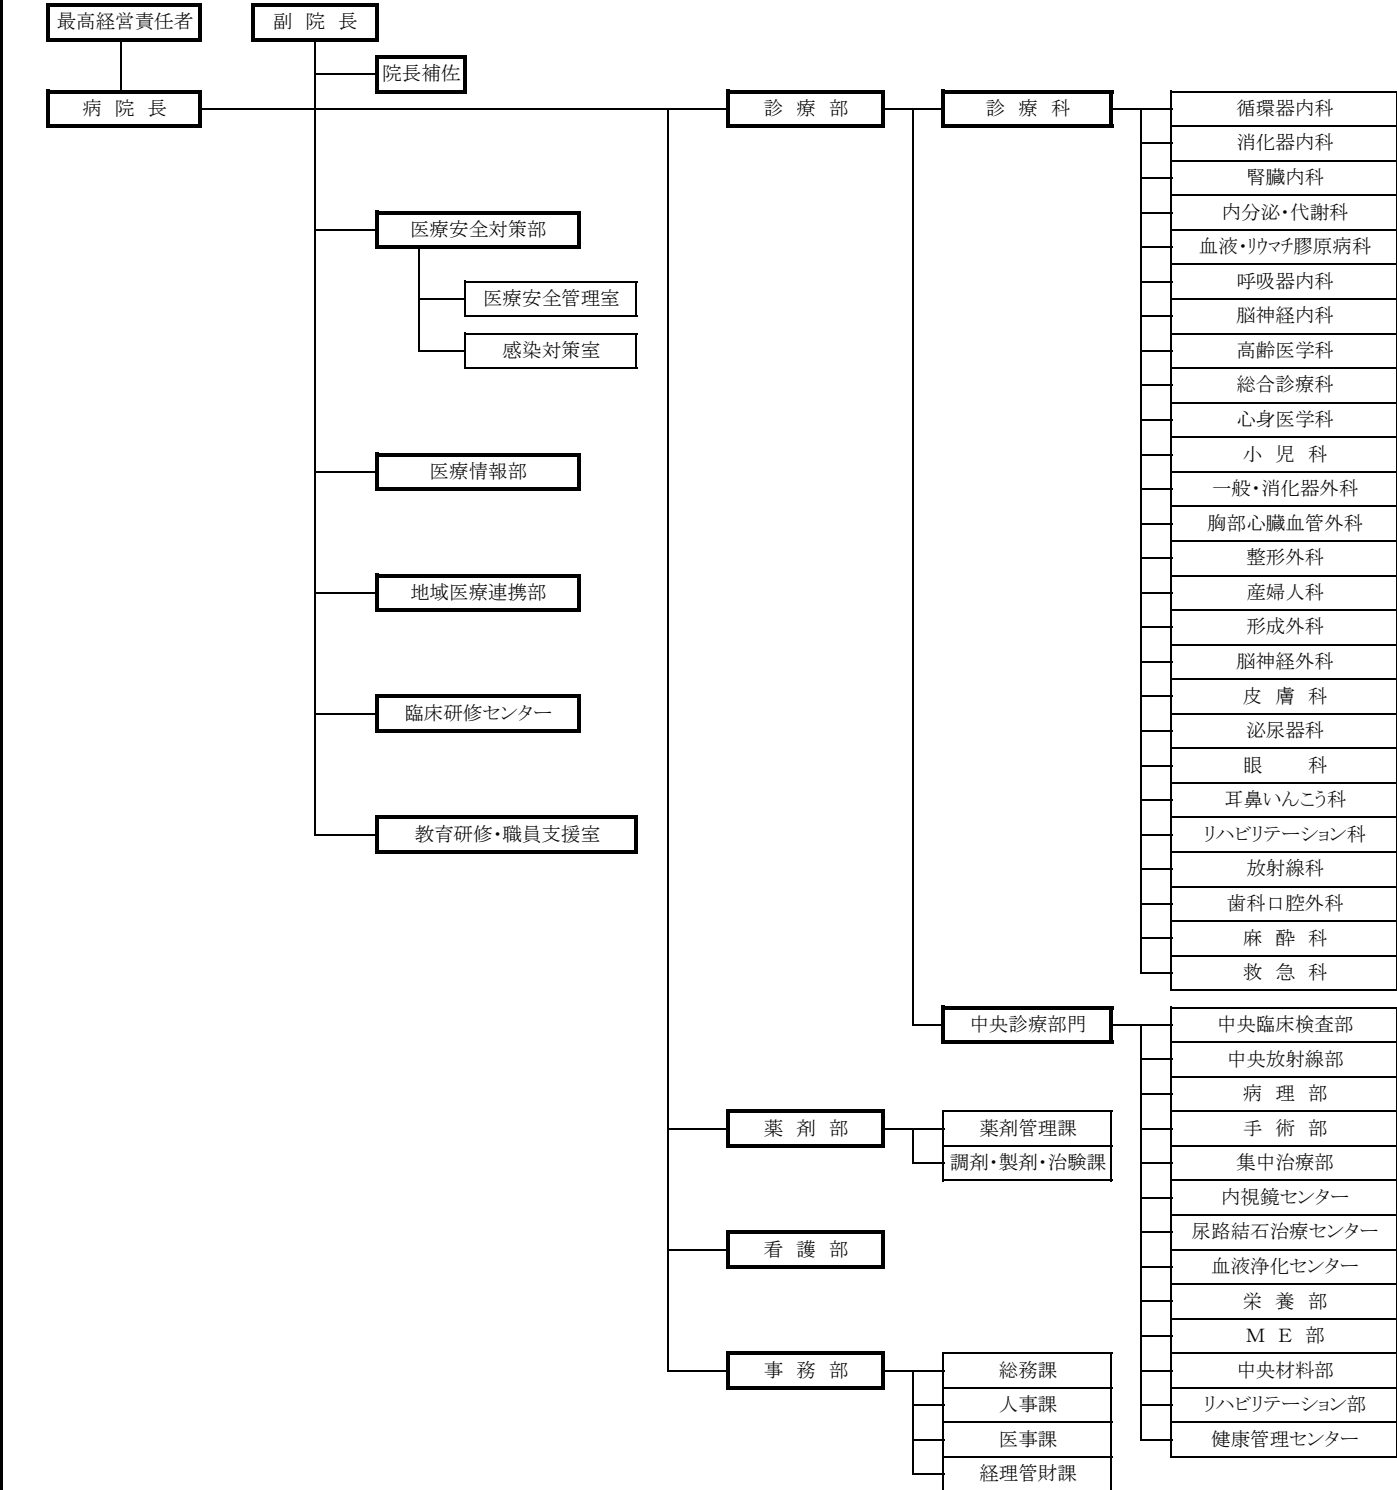 最高経営責任者
副 院 長
院長補佐
病 院 長
診 療 部
診 療 科
循環器内科
消化器内科
腎臓内科
内分泌・代謝科
血液・リウマチ膠原病科
呼吸器内科
脳神経内科
高齢医学科
総合診療科
心身医学科
小 児 科
一般・消化器外科
胸部心臓血管外科
整形外科
産婦人科
形成外科
脳神経外科
皮 膚 科
泌尿器科
眼 科
耳鼻いんこう科
リハビリテーション科
放射線科
歯科口腔外科
麻 酔 科
救 急 科
医療安全対策部
医療安全管理室
感染対策室
医療情報部
地域医療連携部
臨床研修センター
教育研修・職員支援室
中央診療部門
中央臨床検査部
中央放射線部
病 理 部
手 術 部
集中治療部
内視鏡センター
尿路結石治療センター
血液浄化センター
栄 養 部
M E 部
中央材料部
リハビリテーション部
健康管理センター
薬 剤 部
薬剤管理課
調剤・製剤・治験課
看 護 部
事 務 部
総務課
人事課
医事課
経理管財課